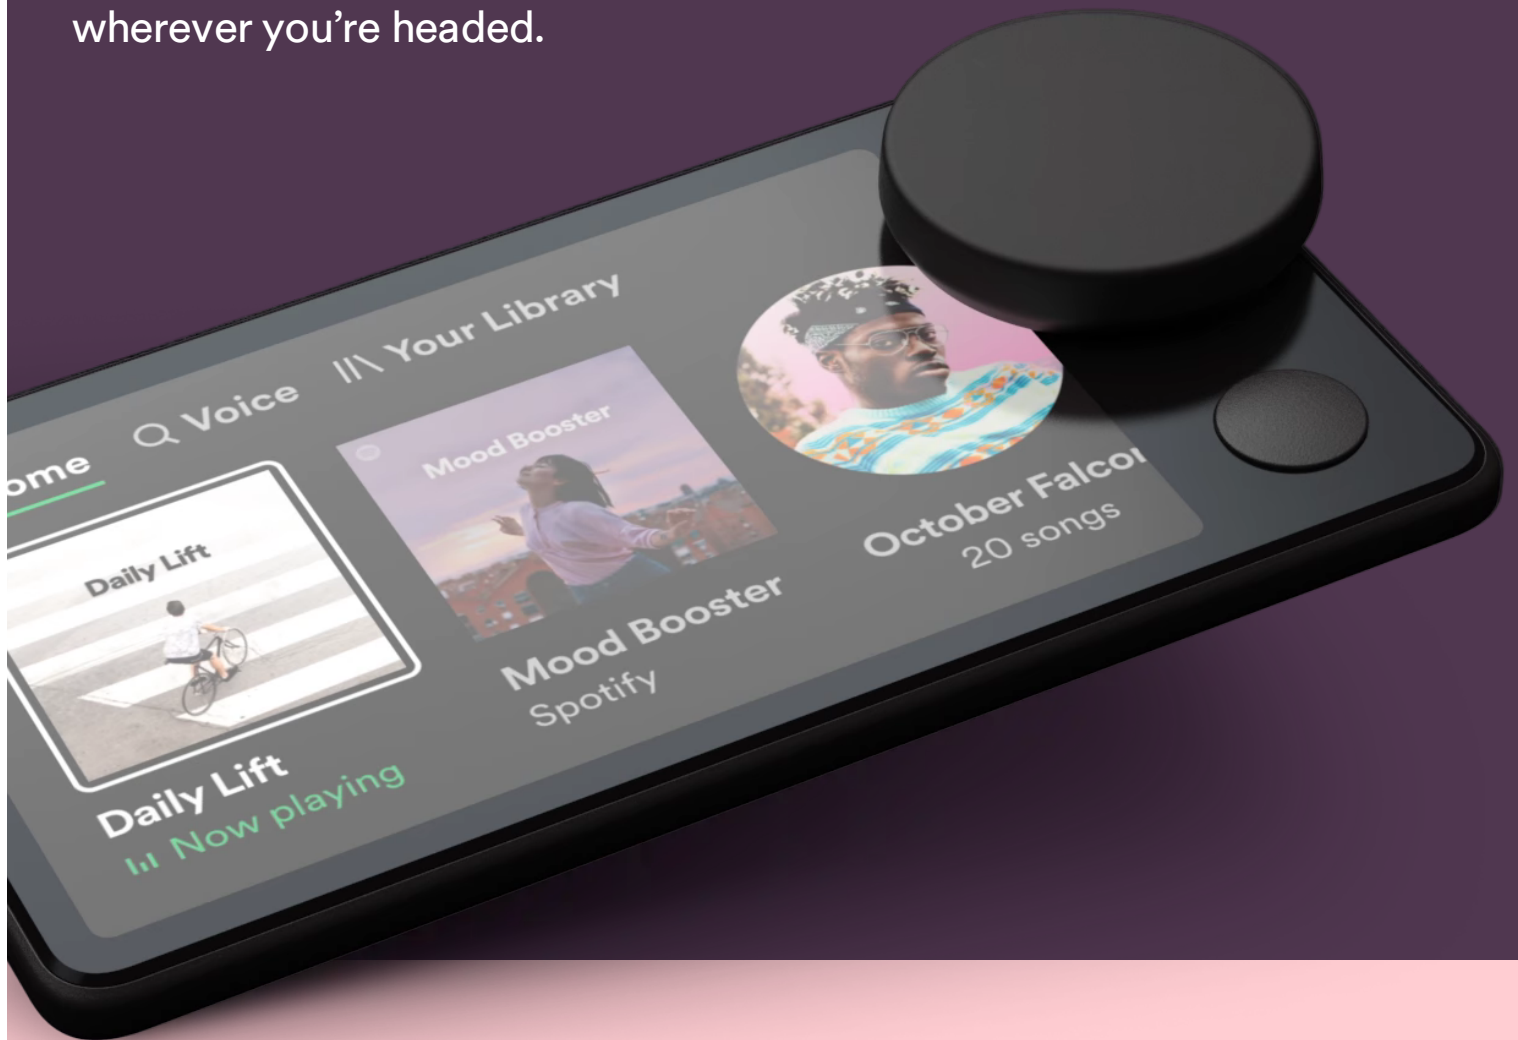 wherever you’re headed.
ome
Voice
Your Library
Daily Lift
Mood Booster
Daily Lift
Now playing
Mood Booster
Spotify
October Falcon
20 songs